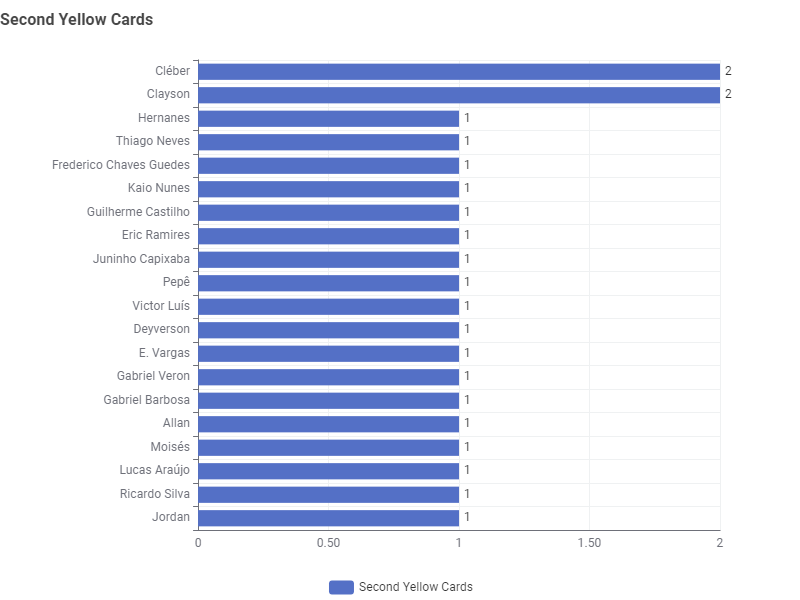 Second Yellow Cards
Cléber 2
Clayson 2
Hernanes 1
Thiago Neves 1
Frederico Chaves Guedes 1
Kaio Nunes 1
Guilherme Castilho 1
Eric Ramires 1
Juninho Capixaba 1
Pepê 1
Victor Luís 1
Deyverson 1
E. Vargas 1
Gabriel Veron 1
Gabriel Barbosa 1
Allan 1
Moisés 1
Lucas Araújo 1
Ricardo Silva 1
Jordan 1
0 0.50 1 1.50 2
Second Yellow Cards